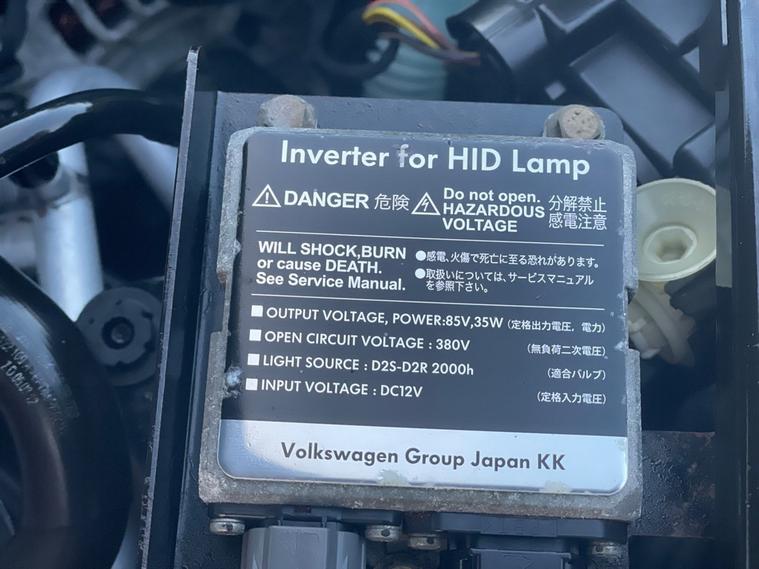 Inverter for HID Lamp
⚠ DANGER 危険 ⚠ Do not open. HAZARDOUS VOLTAGE 分解禁止 感電注意
WILL SHOCK,BURN
or cause DEATH.
See Service Manual.
●感電、火傷で死亡に至る恐れがあります。
●取扱いについては、サービスマニュアル
を参照下さい。
■ OUTPUT VOLTAGE, POWER:85V,35W (定格出力電圧, 電力)
■ OPEN CIRCUIT VOLTAGE : 380V (無負荷二次電圧)
■ LIGHT SOURCE : D2S-D2R 2000h (適合バルブ)
■ INPUT VOLTAGE : DC12V (定格入力電圧)
Volkswagen Group Japan KK